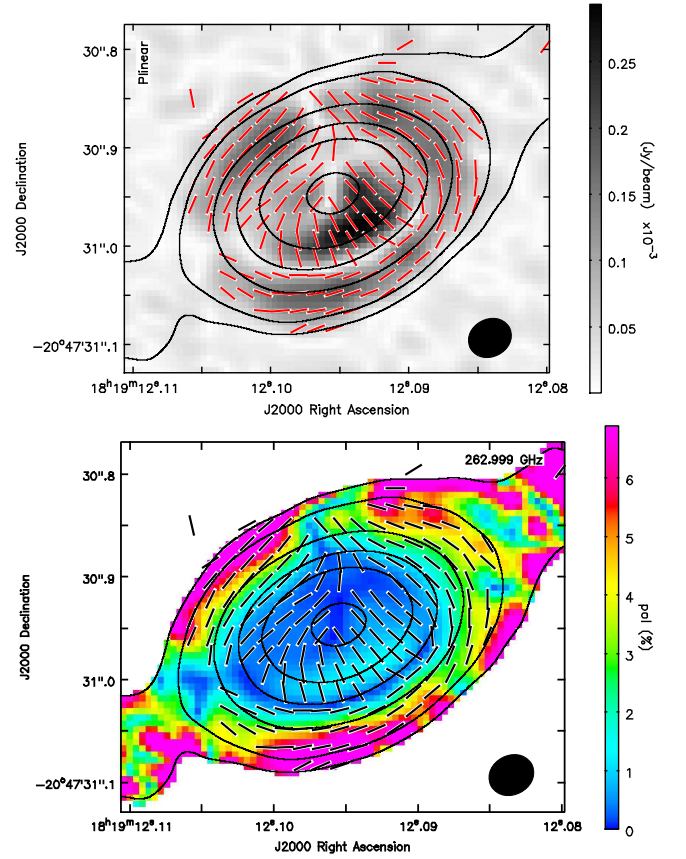 Plinear
30".8
30".9
31".0
−20°47'31".1
J2000 Declination
18ʰ19ᵐ12ˢ.11
12ˢ.10
12ˢ.09
12ˢ.08
J2000 Right Ascension
0.25
0.2
0.15
0.1
0.05
(Jy/beam) x10⁻³
262.999 GHz
30".8
30".9
31".0
−20°47'31".1
J2000 Declination
18ʰ19ᵐ12ˢ.11
12ˢ.10
12ˢ.09
12ˢ.08
J2000 Right Ascension
6
5
4
3
2
1
0
pol (%)